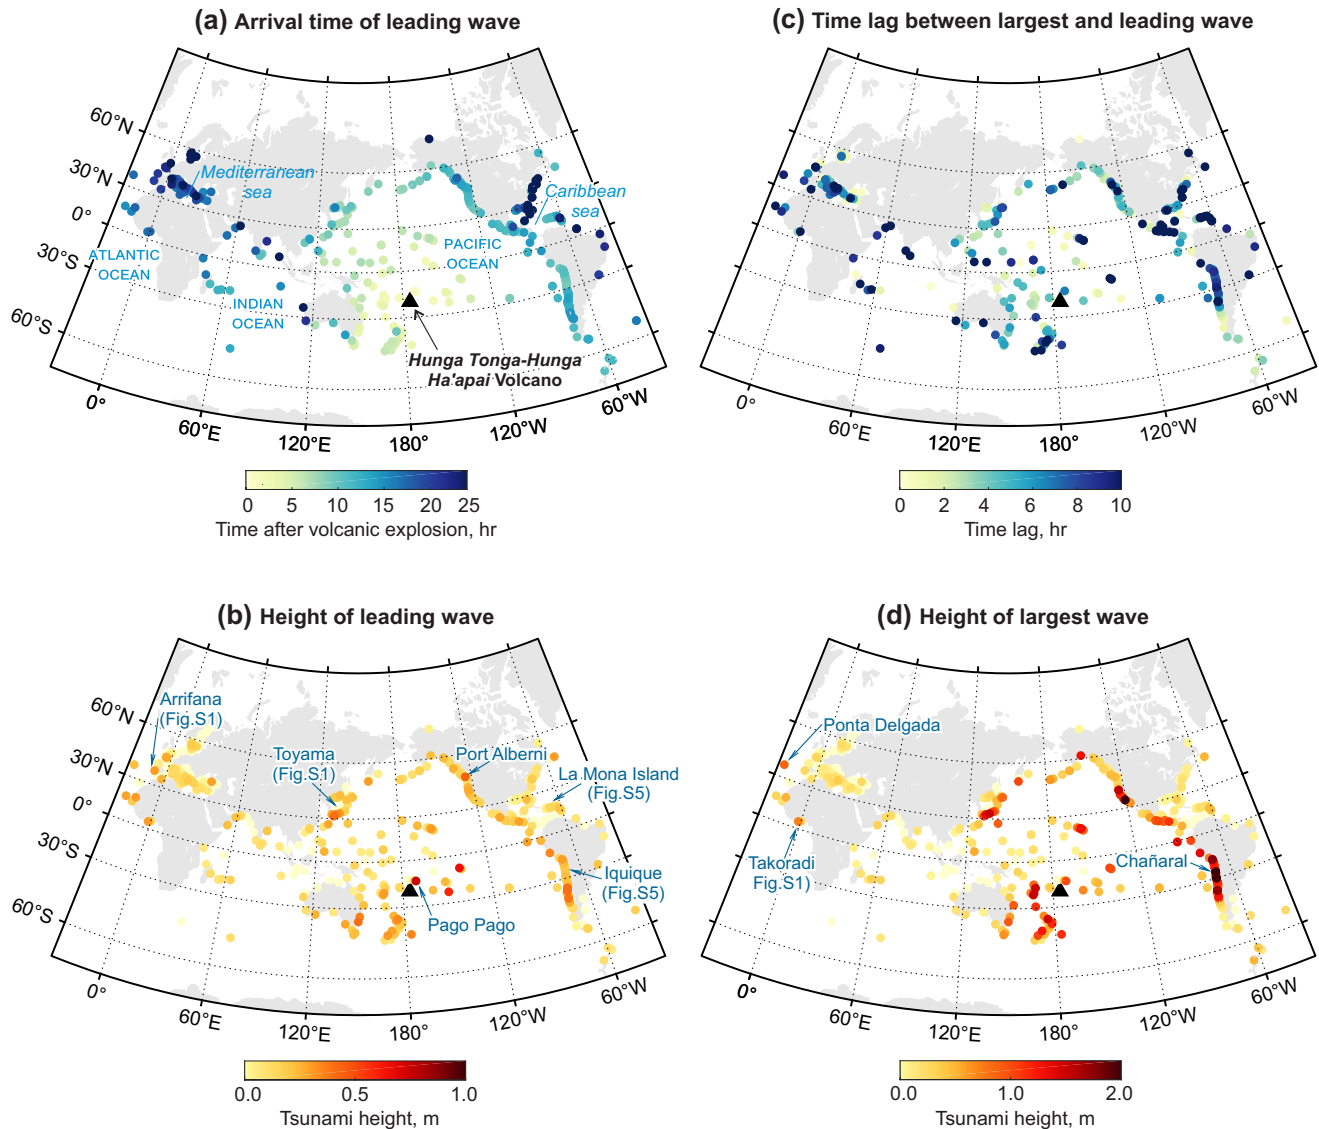 (a) Arrival time of leading wave
60°N
30°N
0°
30°S
60°S
Mediterranean
sea
Caribbean
sea
ATLANTIC
OCEAN
PACIFIC
OCEAN
INDIAN
OCEAN
Hunga Tonga-Hunga
Ha'apai Volcano
0°
60°E
120°E
180°
120°W
60°W
0 5 10 15 20 25
Time after volcanic explosion, hr
(c) Time lag between largest and leading wave
0°
60°E
120°E
180°
120°W
60°W
0 2 4 6 8 10
Time lag, hr
(b) Height of leading wave
60°N
30°N
0°
30°S
60°S
Arrifana
(Fig.S1)
Toyama
(Fig.S1)
Port Alberni
La Mona Island
(Fig.S5)
Iquique
(Fig.S5)
Pago Pago
0°
60°E
120°E
180°
120°W
60°W
0.0 0.5 1.0
Tsunami height, m
(d) Height of largest wave
Ponta Delgada
Takoradi
Fig.S1)
Chañaral
0°
60°E
120°E
180°
120°W
60°W
0.0 1.0 2.0
Tsunami height, m